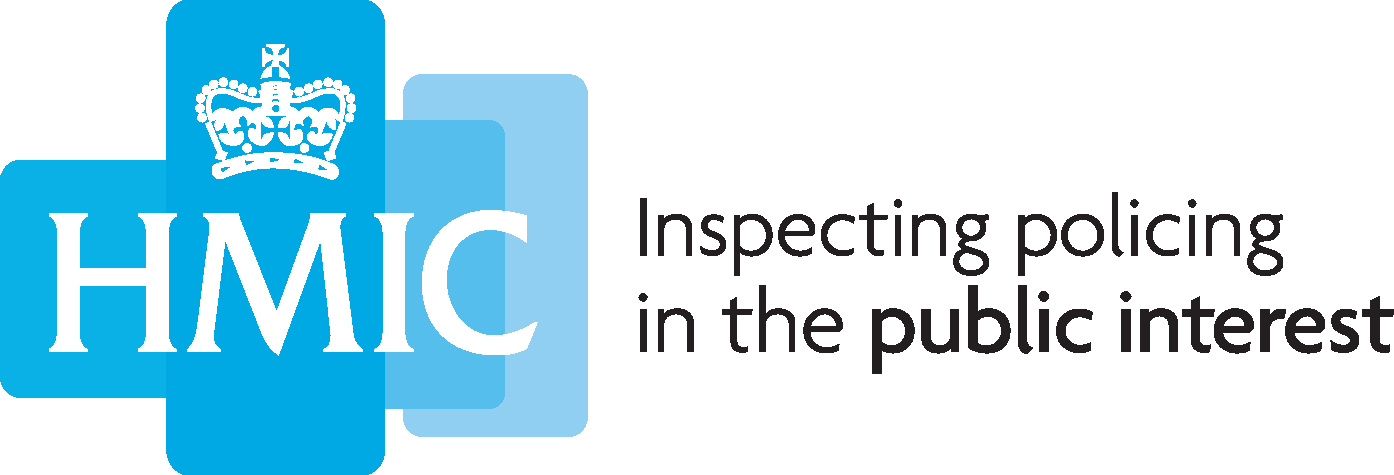 HMIC
Inspecting policing
in the public interest